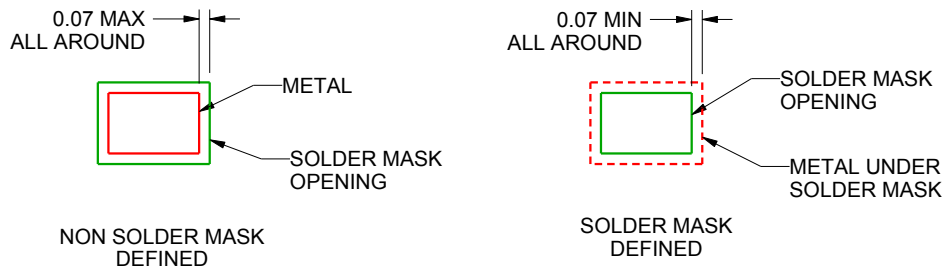 0.07 MAX
ALL AROUND
METAL
SOLDER MASK
OPENING
NON SOLDER MASK
DEFINED
0.07 MIN
ALL AROUND
SOLDER MASK
OPENING
METAL UNDER
SOLDER MASK
SOLDER MASK
DEFINED